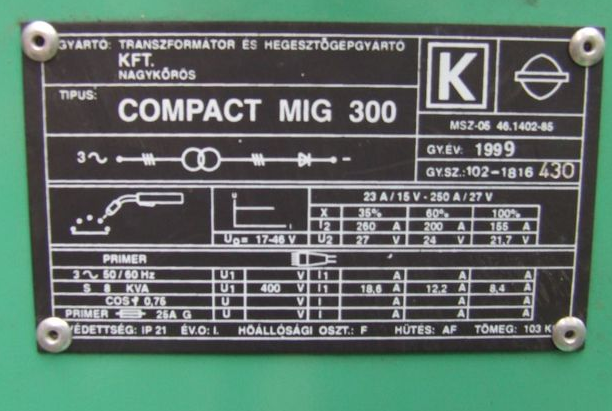 GYÁRTÓ: TRANSZFORMÁTOR ÉS HEGESZTŐGÉPGYÁRTÓ
KFT.
NAGYKŐRÖS
K
TIPUS: COMPACT MIG 300
MSZ-05 46.1402-85
3~ -
GY.ÉV: 1999
GY.SZ.: 102-1816 430
23 A / 15 V - 250 A / 27 V
U
I
X 35% 60% 100%
I2 260 A 200 A 155 A
U0= 17-46 V U2 27 V 24 V 21.7 V
PRIMER
3~ 50/60 Hz U1 V I1 A A A
S 8 KVA U1 400 V I1 18,6 A 12,2 A 8,4 A
COSφ 0,75 U V I A A A
PRIMER 25A G U V I A A A
VÉDETTSÉG: IP 21 ÉV.O: I. HŐÁLLÓSÁGI OSZT.: F HŰTÉS: AF TÖMEG: 103 K